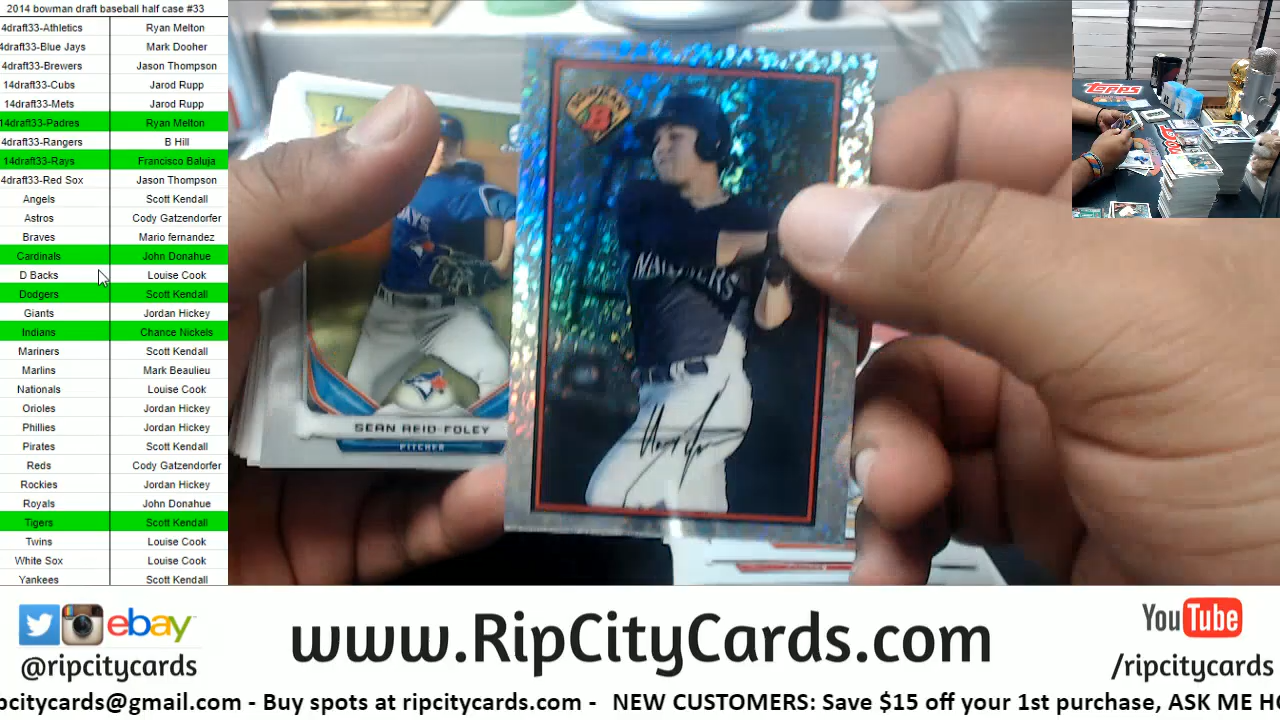 2014 bowman draft baseball half case #33
4draft33-Athletics Ryan Melton
4draft33-Blue Jays Mark Dooher
4draft33-Brewers Jason Thompson
14draft33-Cubs Jarod Rupp
14draft33-Mets Jarod Rupp
14draft33-Padres Ryan Melton
4draft33-Rangers B Hill
14draft33-Rays Francisco Baluja
4draft33-Red Sox Jason Thompson
Angels Scott Kendall
Astros Cody Gatzendorfer
Braves Mario fernandez
Cardinals John Donahue
D Backs Louise Cook
Dodgers Scott Kendall
Giants Jordan Hickey
Indians Chance Nickels
Mariners Scott Kendall
Marlins Mark Beaulieu
Nationals Louise Cook
Orioles Jordan Hickey
Phillies Jordan Hickey
Pirates Scott Kendall
Reds Cody Gatzendorfer
Rockies Jordan Hickey
Royals John Donahue
Tigers Scott Kendall
Twins Louise Cook
White Sox Louise Cook
Yankees Scott Kendall
1st
BOWMAN
B
MARINERS
SEAN REID-FOLEY
PITCHER
TOPPS
ebay
@ripcitycards
www.RipCityCards.com
YouTube
/ripcitycards
pcitycards@gmail.com - Buy spots at ripcitycards.com - NEW CUSTOMERS: Save $15 off your 1st purchase, ASK ME H